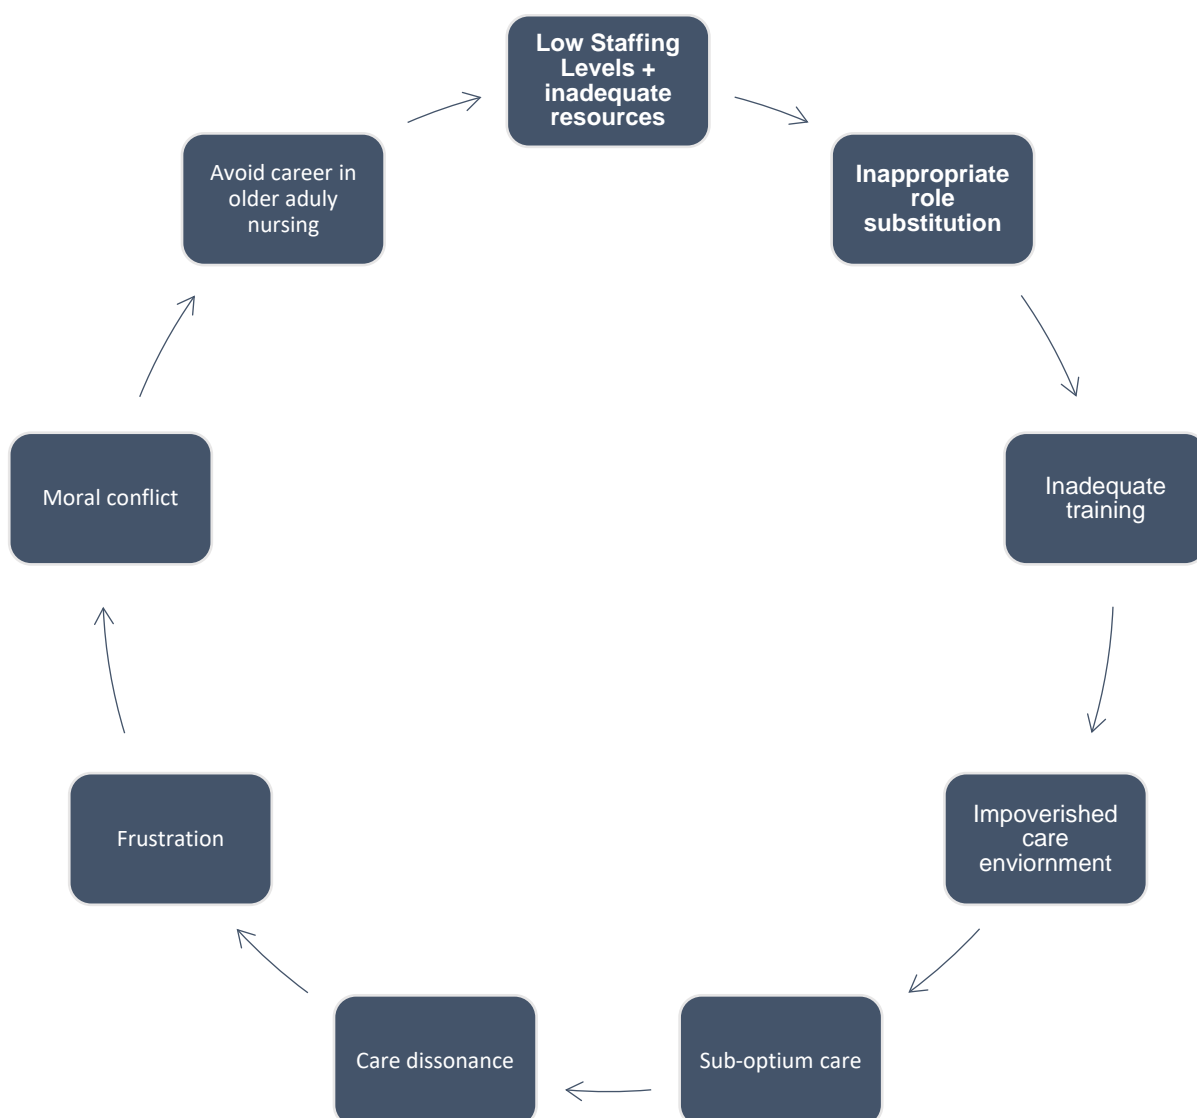 Low Staffing
Levels +
inadequate
resources
Inappropriate
role
substitution
Inadequate
training
Impoverished
care
enviornment
Sub-optium care
Care dissonance
Frustration
Moral conflict
Avoid career in
older aduly
nursing